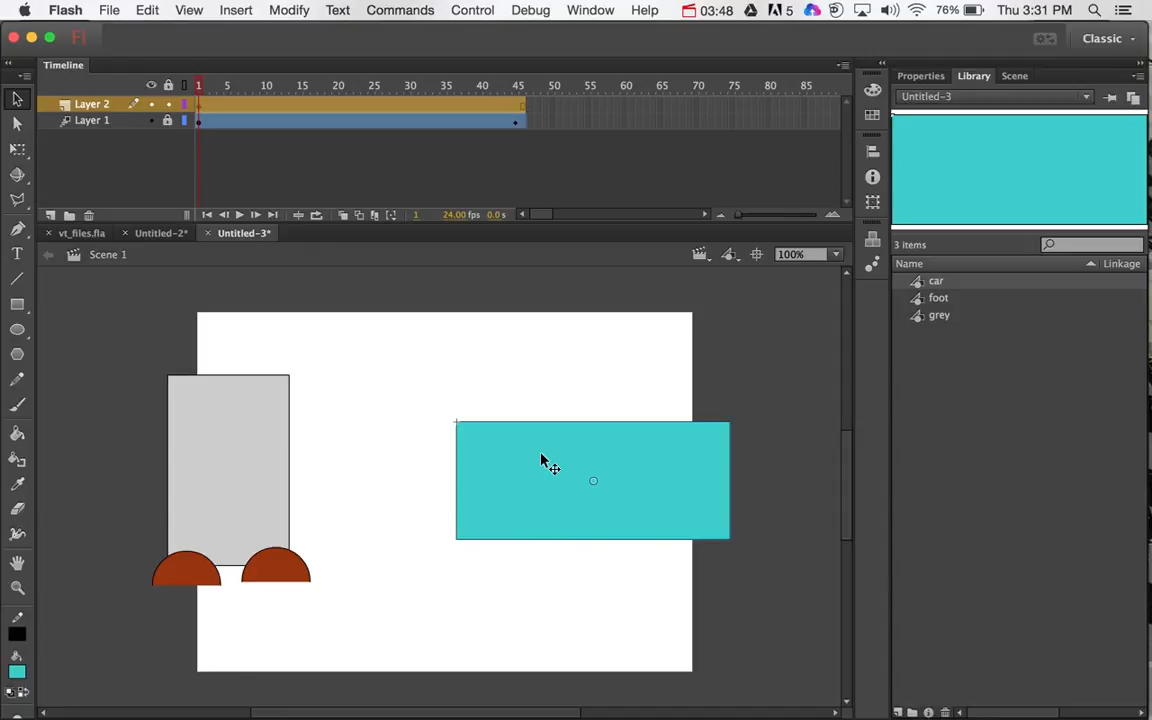 Flash File Edit View Insert Modify Text Commands Control Debug Window Help 03:48 5 76% Thu 3:31 PM
Fl Classic
Timeline
1 5 10 15 20 25 30 35 40 45 50 55 60 65 70 75 80 85
Layer 2
Layer 1
1 24.00 fps 0.0 s
vt_files.fla Untitled-2* Untitled-3*
Scene 1 100%
Properties Library Scene
Untitled-3
3 items
Name Linkage
car
foot
grey